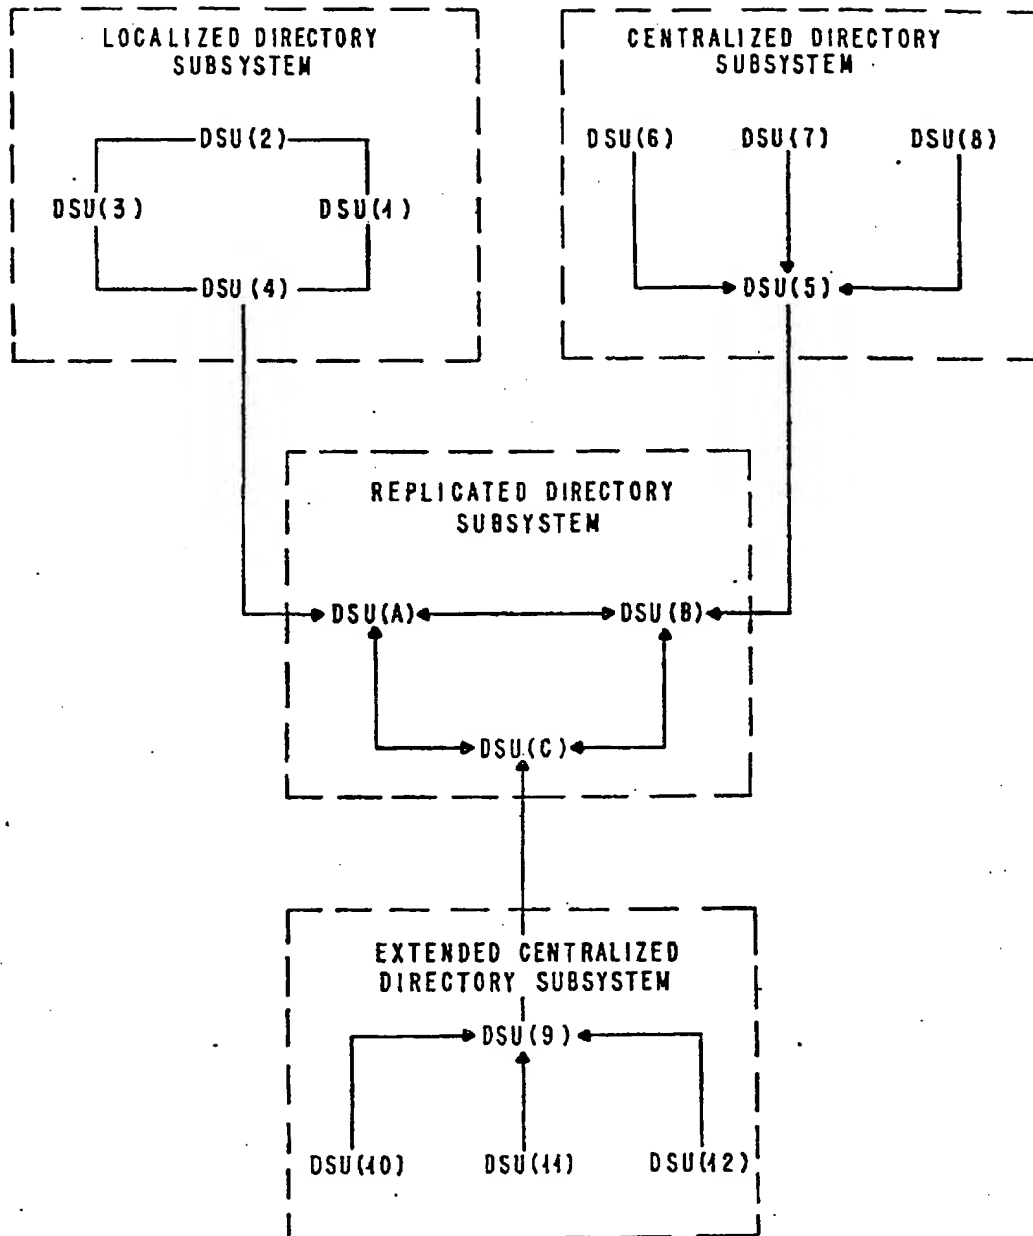 LOCALIZED DIRECTORY
SUBSYSTEM
DSU(2)
DSU(3)
DSU(1)
DSU(4)
CENTRALIZED DIRECTORY
SUBSYSTEM
DSU(6)
DSU(7)
DSU(8)
DSU(5)
REPLICATED DIRECTORY
SUBSYSTEM
DSU(A)
DSU(B)
DSU(C)
EXTENDED CENTRALIZED
DIRECTORY SUBSYSTEM
DSU(9)
DSU(10)
DSU(11)
DSU(12)